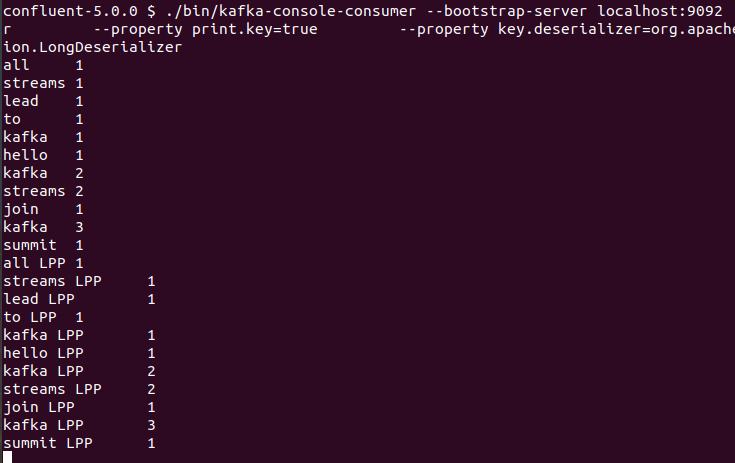 confluent-5.0.0 $ ./bin/kafka-console-consumer --bootstrap-server localhost:9092
r          --property print.key=true          --property key.deserializer=org.apache
ion.LongDeserializer
all     1
streams 1
lead    1
to      1
kafka   1
hello   1
kafka   2
streams 2
join    1
kafka   3
summit  1
all LPP 1
streams LPP     1
lead LPP        1
to LPP  1
kafka LPP       1
hello LPP       1
kafka LPP       2
streams LPP     2
join LPP        1
kafka LPP       3
summit LPP      1